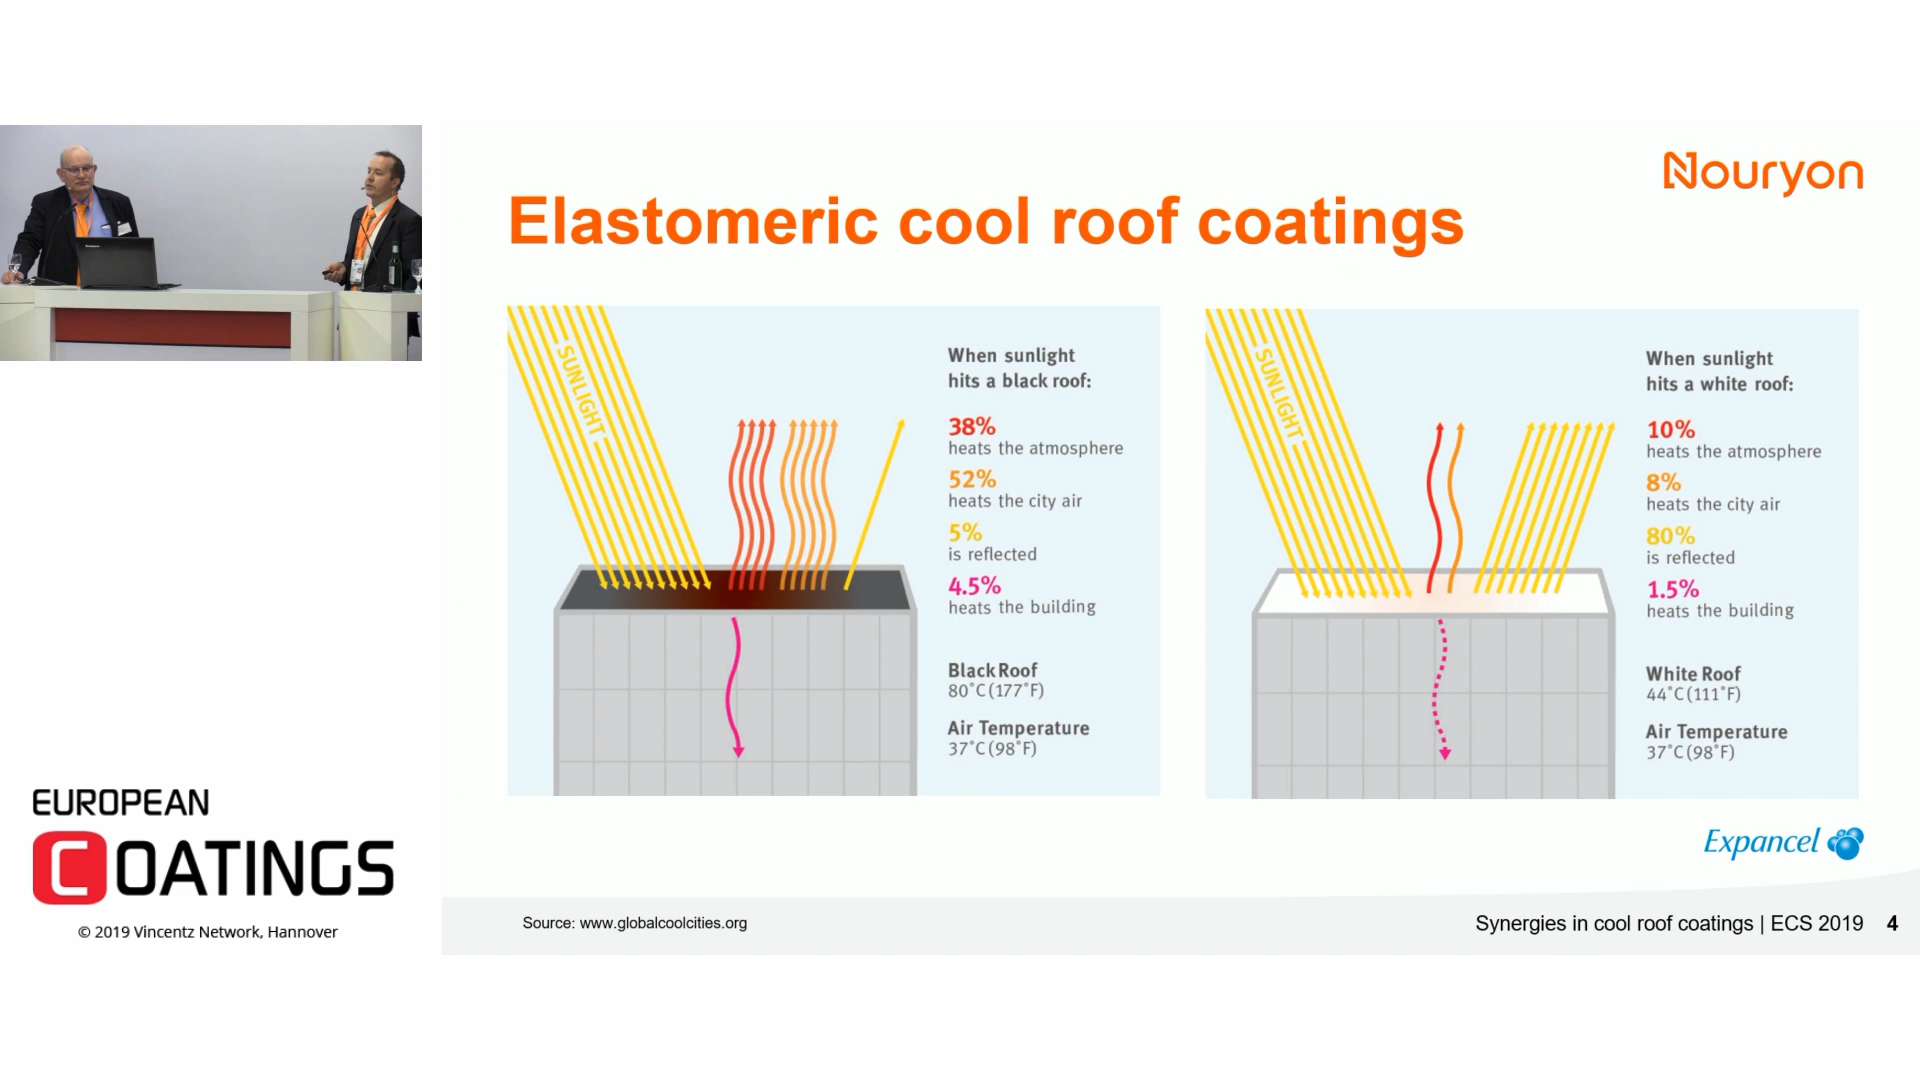 Nouryon
Elastomeric cool roof coatings
SUNLIGHT
When sunlight
hits a black roof:
38%
heats the atmosphere
52%
heats the city air
5%
is reflected
4.5%
heats the building
Black Roof
80°C (177°F)
Air Temperature
37°C (98°F)
SUNLIGHT
When sunlight
hits a white roof:
10%
heats the atmosphere
8%
heats the city air
80%
is reflected
1.5%
heats the building
White Roof
44°C (111°F)
Air Temperature
37°C (98°F)
Expancel
EUROPEAN
COATINGS
© 2019 Vincentz Network, Hannover
Source: www.globalcoolcities.org
Synergies in cool roof coatings | ECS 2019 4